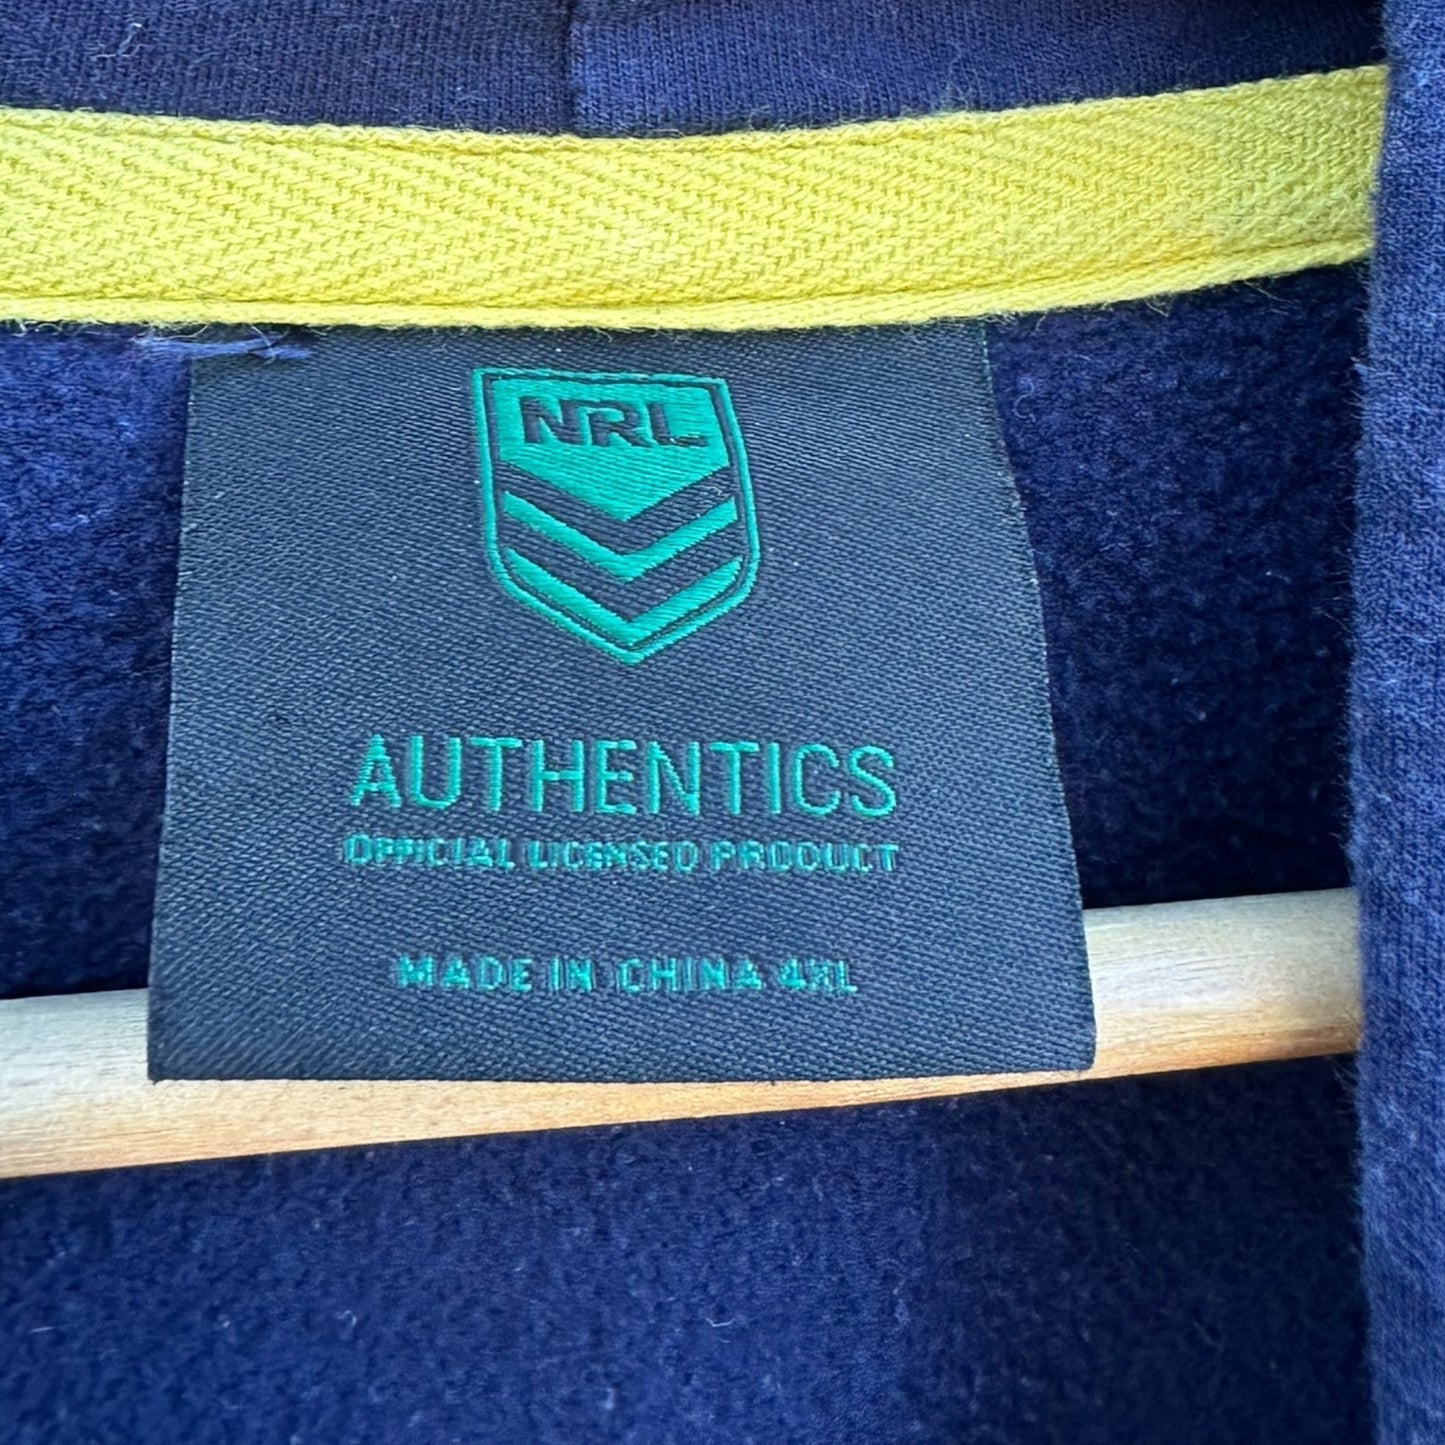 NRL
AUTHENTICS
OFFICIAL LICENSED PRODUCT
MADE IN CHINA 4XL